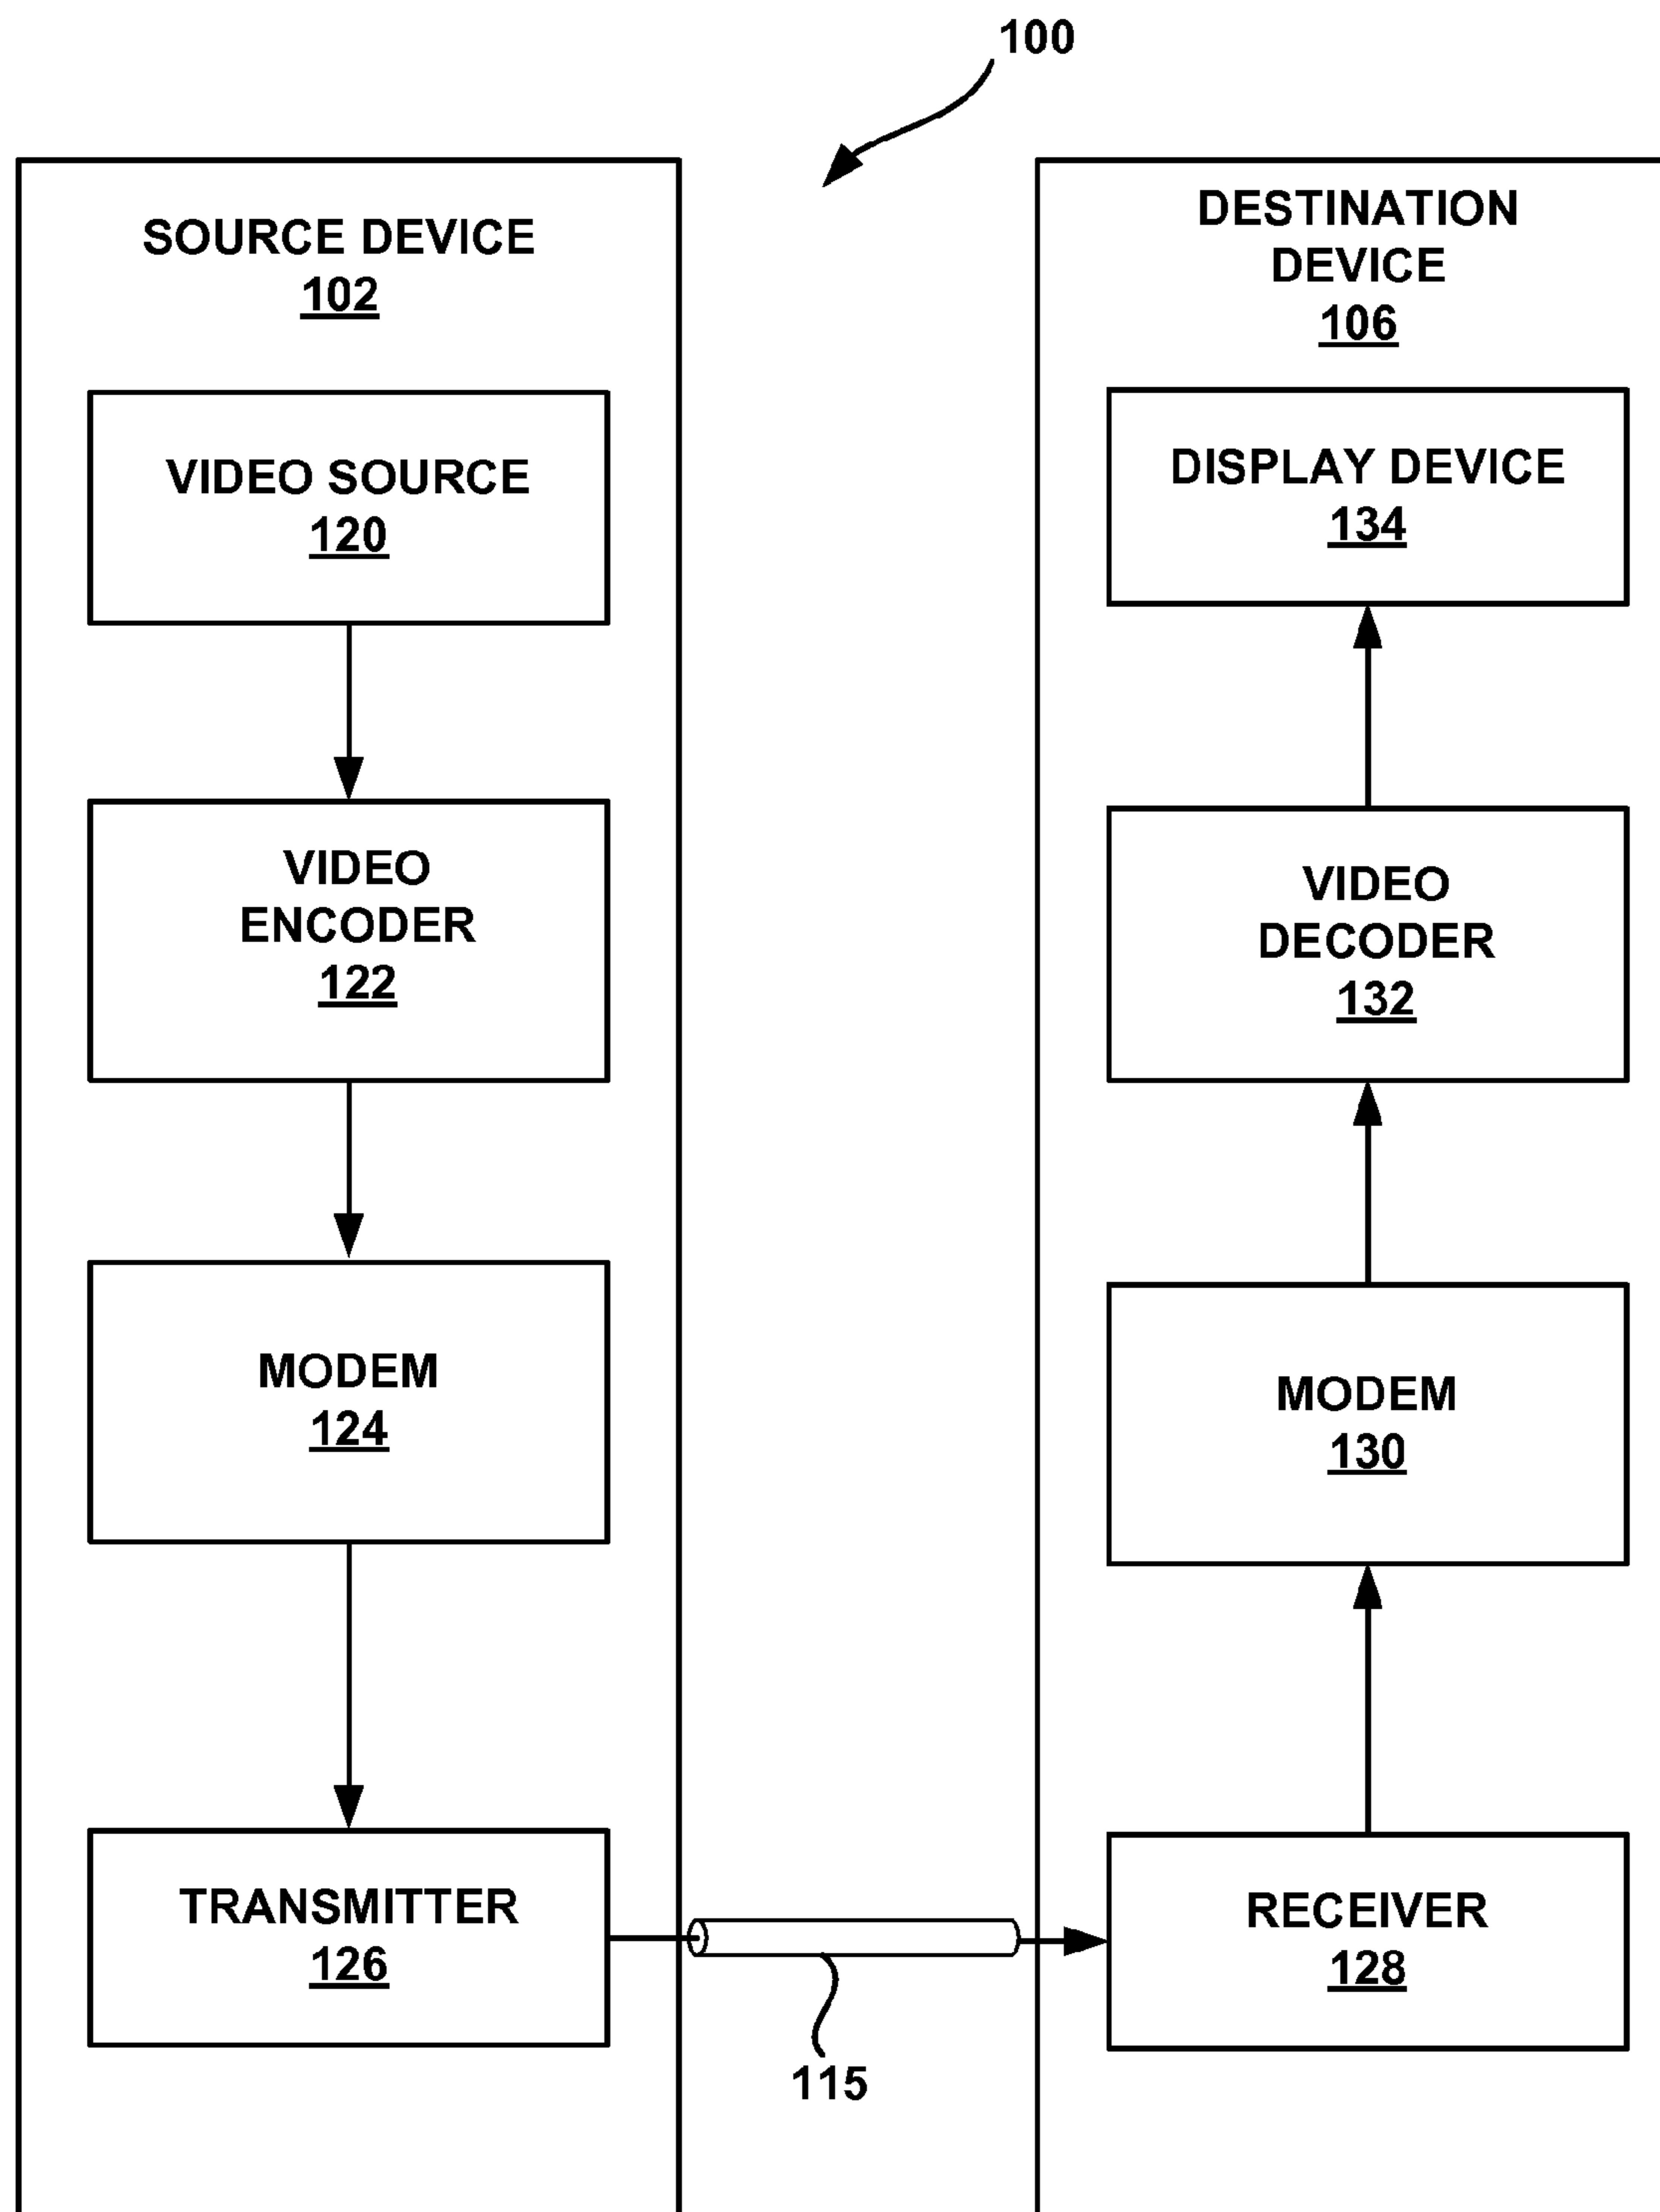 100
SOURCE DEVICE
102
VIDEO SOURCE
120
VIDEO
ENCODER
122
MODEM
124
TRANSMITTER
126
115
DESTINATION
DEVICE
106
DISPLAY DEVICE
134
VIDEO
DECODER
132
MODEM
130
RECEIVER
128